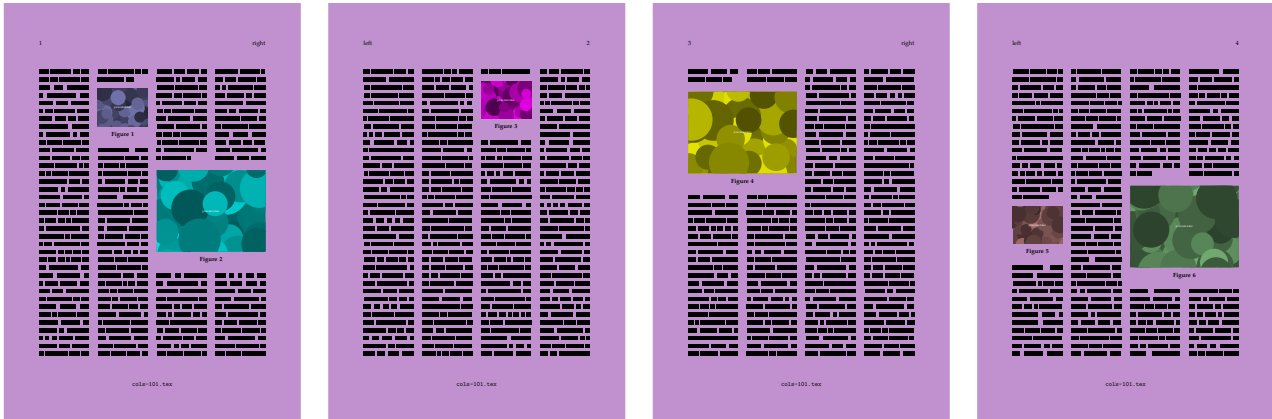 1 right
Figure 1
Figure 2
cols-101.tex
left 2
Figure 3
cols-101.tex
3 right
Figure 4
cols-101.tex
left 4
Figure 5
Figure 6
cols-101.tex